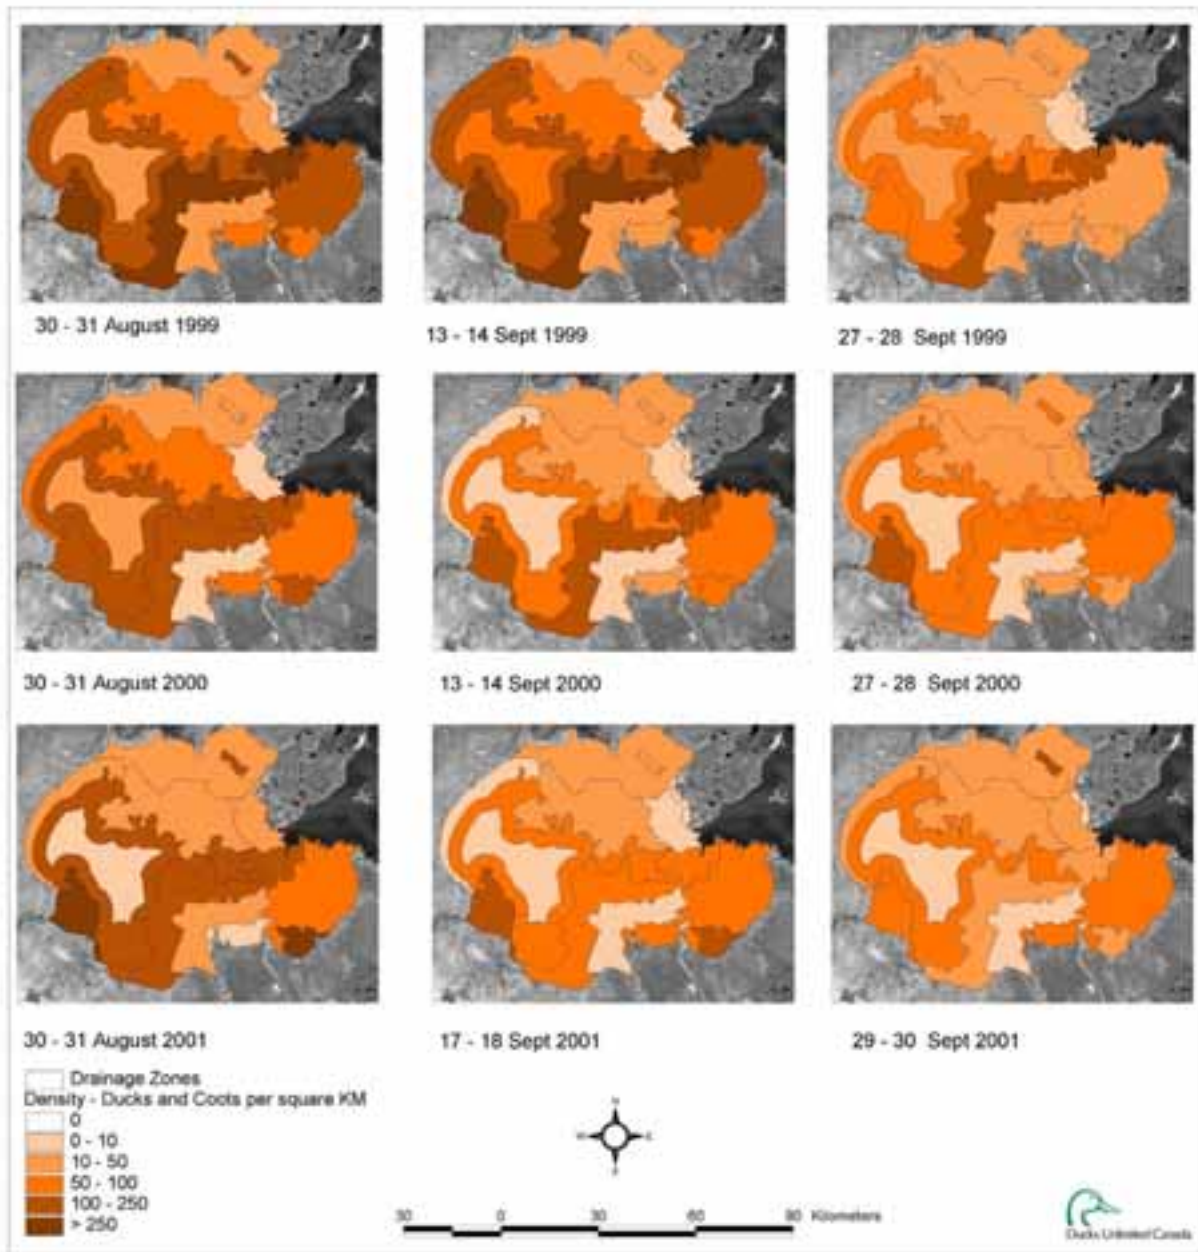 30 - 31 August 1999
13 - 14 Sept 1999
27 - 28 Sept 1999
30 - 31 August 2000
13 - 14 Sept 2000
27 - 28 Sept 2000
30 - 31 August 2001
17 - 18 Sept 2001
29 - 30 Sept 2001
Drainage Zones
Density - Ducks and Coots per square KM
0
0 - 10
10 - 50
50 - 100
100 - 250
> 250
N
W E
S
30 0 30 60 90 Kilometers
Ducks Unlimited Canada